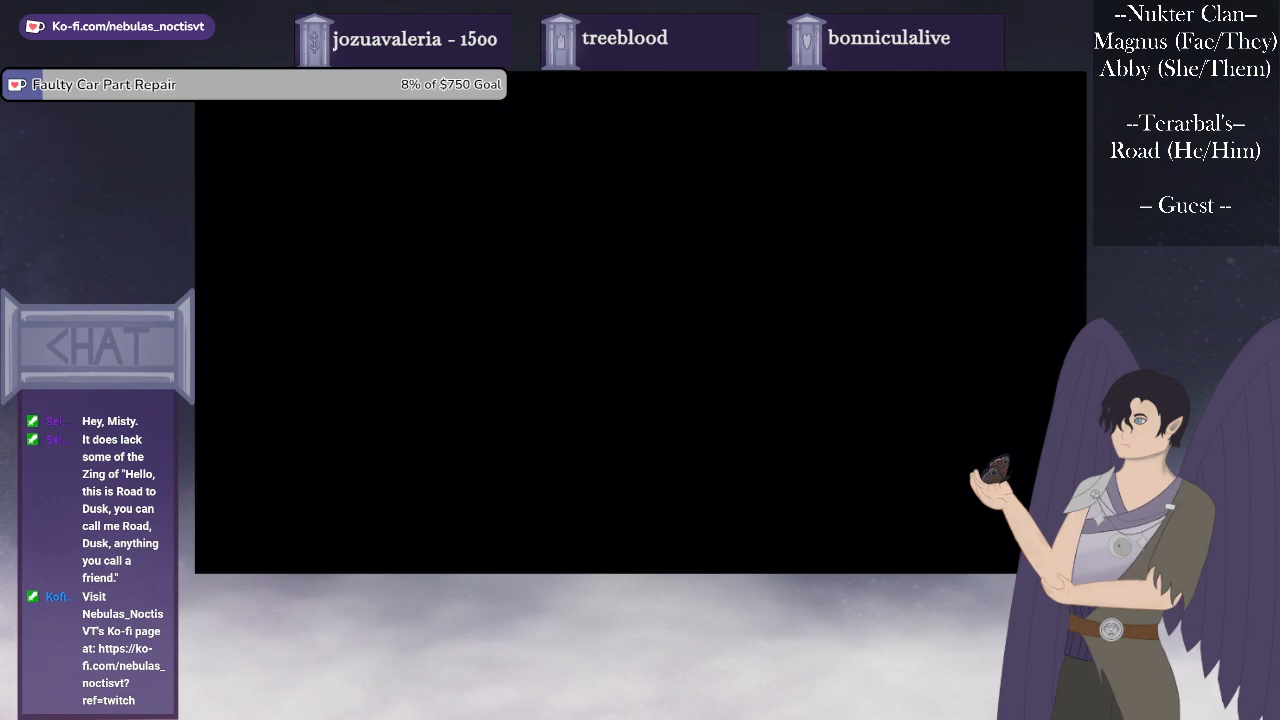 Ko-fi.com/nebulas_noctisvt
jozuavaleria - 1500
treeblood
bonniculalive
Faulty Car Part Repair
8% of $750 Goal
--Nukter Clan--
Magnus (Fae/They)
Abby (She/Them)
--Terarbal's--
Road (He/Him)
-- Guest --
CHAT
Sel... Hey, Misty.
Sel... It does lack
some of the
Zing of "Hello,
this is Road to
Dusk, you can
call me Road,
Dusk, anything
you call a
friend."
Kofi... Visit
Nebulas_Noctis
VT's Ko-fi page
at: https://ko-
fi.com/nebulas_
noctisvt?
ref=twitch